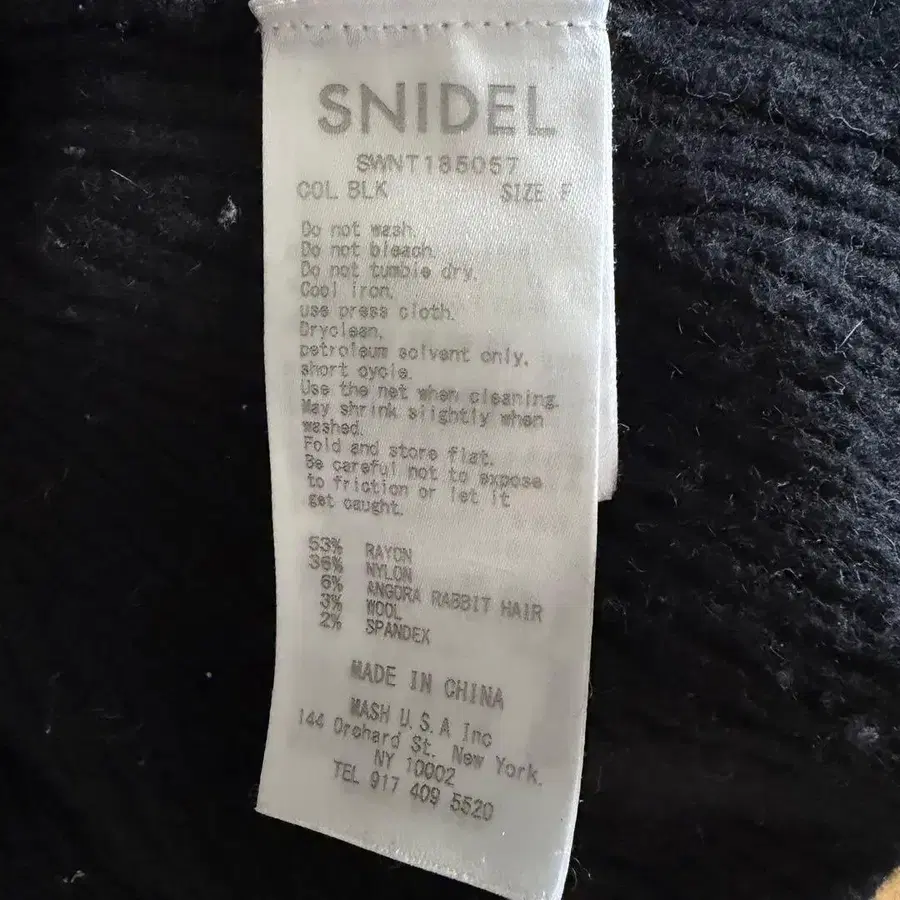 SNIDEL
SWNT185057
COL BLK SIZE F
Do not wash.
Do not bleach.
Do not tumble dry.
Cool iron.
use press cloth.
Dryclean.
petroleum solvent only.
short cycle.
Use the net when cleaning.
May shrink slightly when
washed.
Fold and store flat.
Be careful not to expose
to friction or let it
get caught.
53% RAYON
36% NYLON
6% ANGORA RABBIT HAIR
3% WOOL
2% SPANDEX
MADE IN CHINA
MASH U.S.A Inc
144 Orchard St. New York.
NY 10002
TEL 917 409 5520